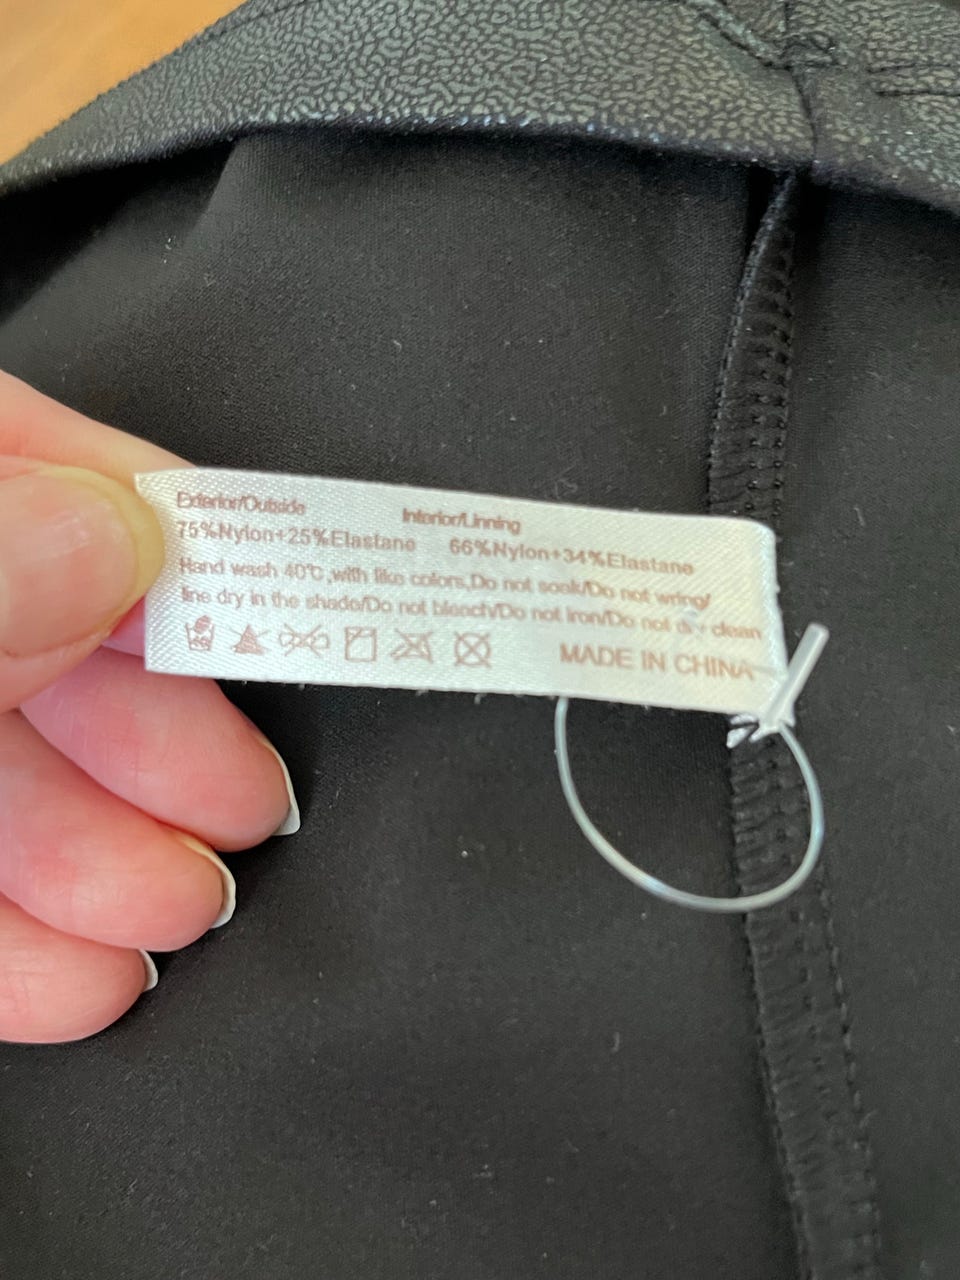 Exterior/Outside Interior/Linning
75%Nylon+25%Elastane 66%Nylon+34%Elastane
Hand wash 40℃,with like colors,Do not soak/Do not wring/
line dry in the shade/Do not bleach/Do not iron/Do not dry clean
MADE IN CHINA